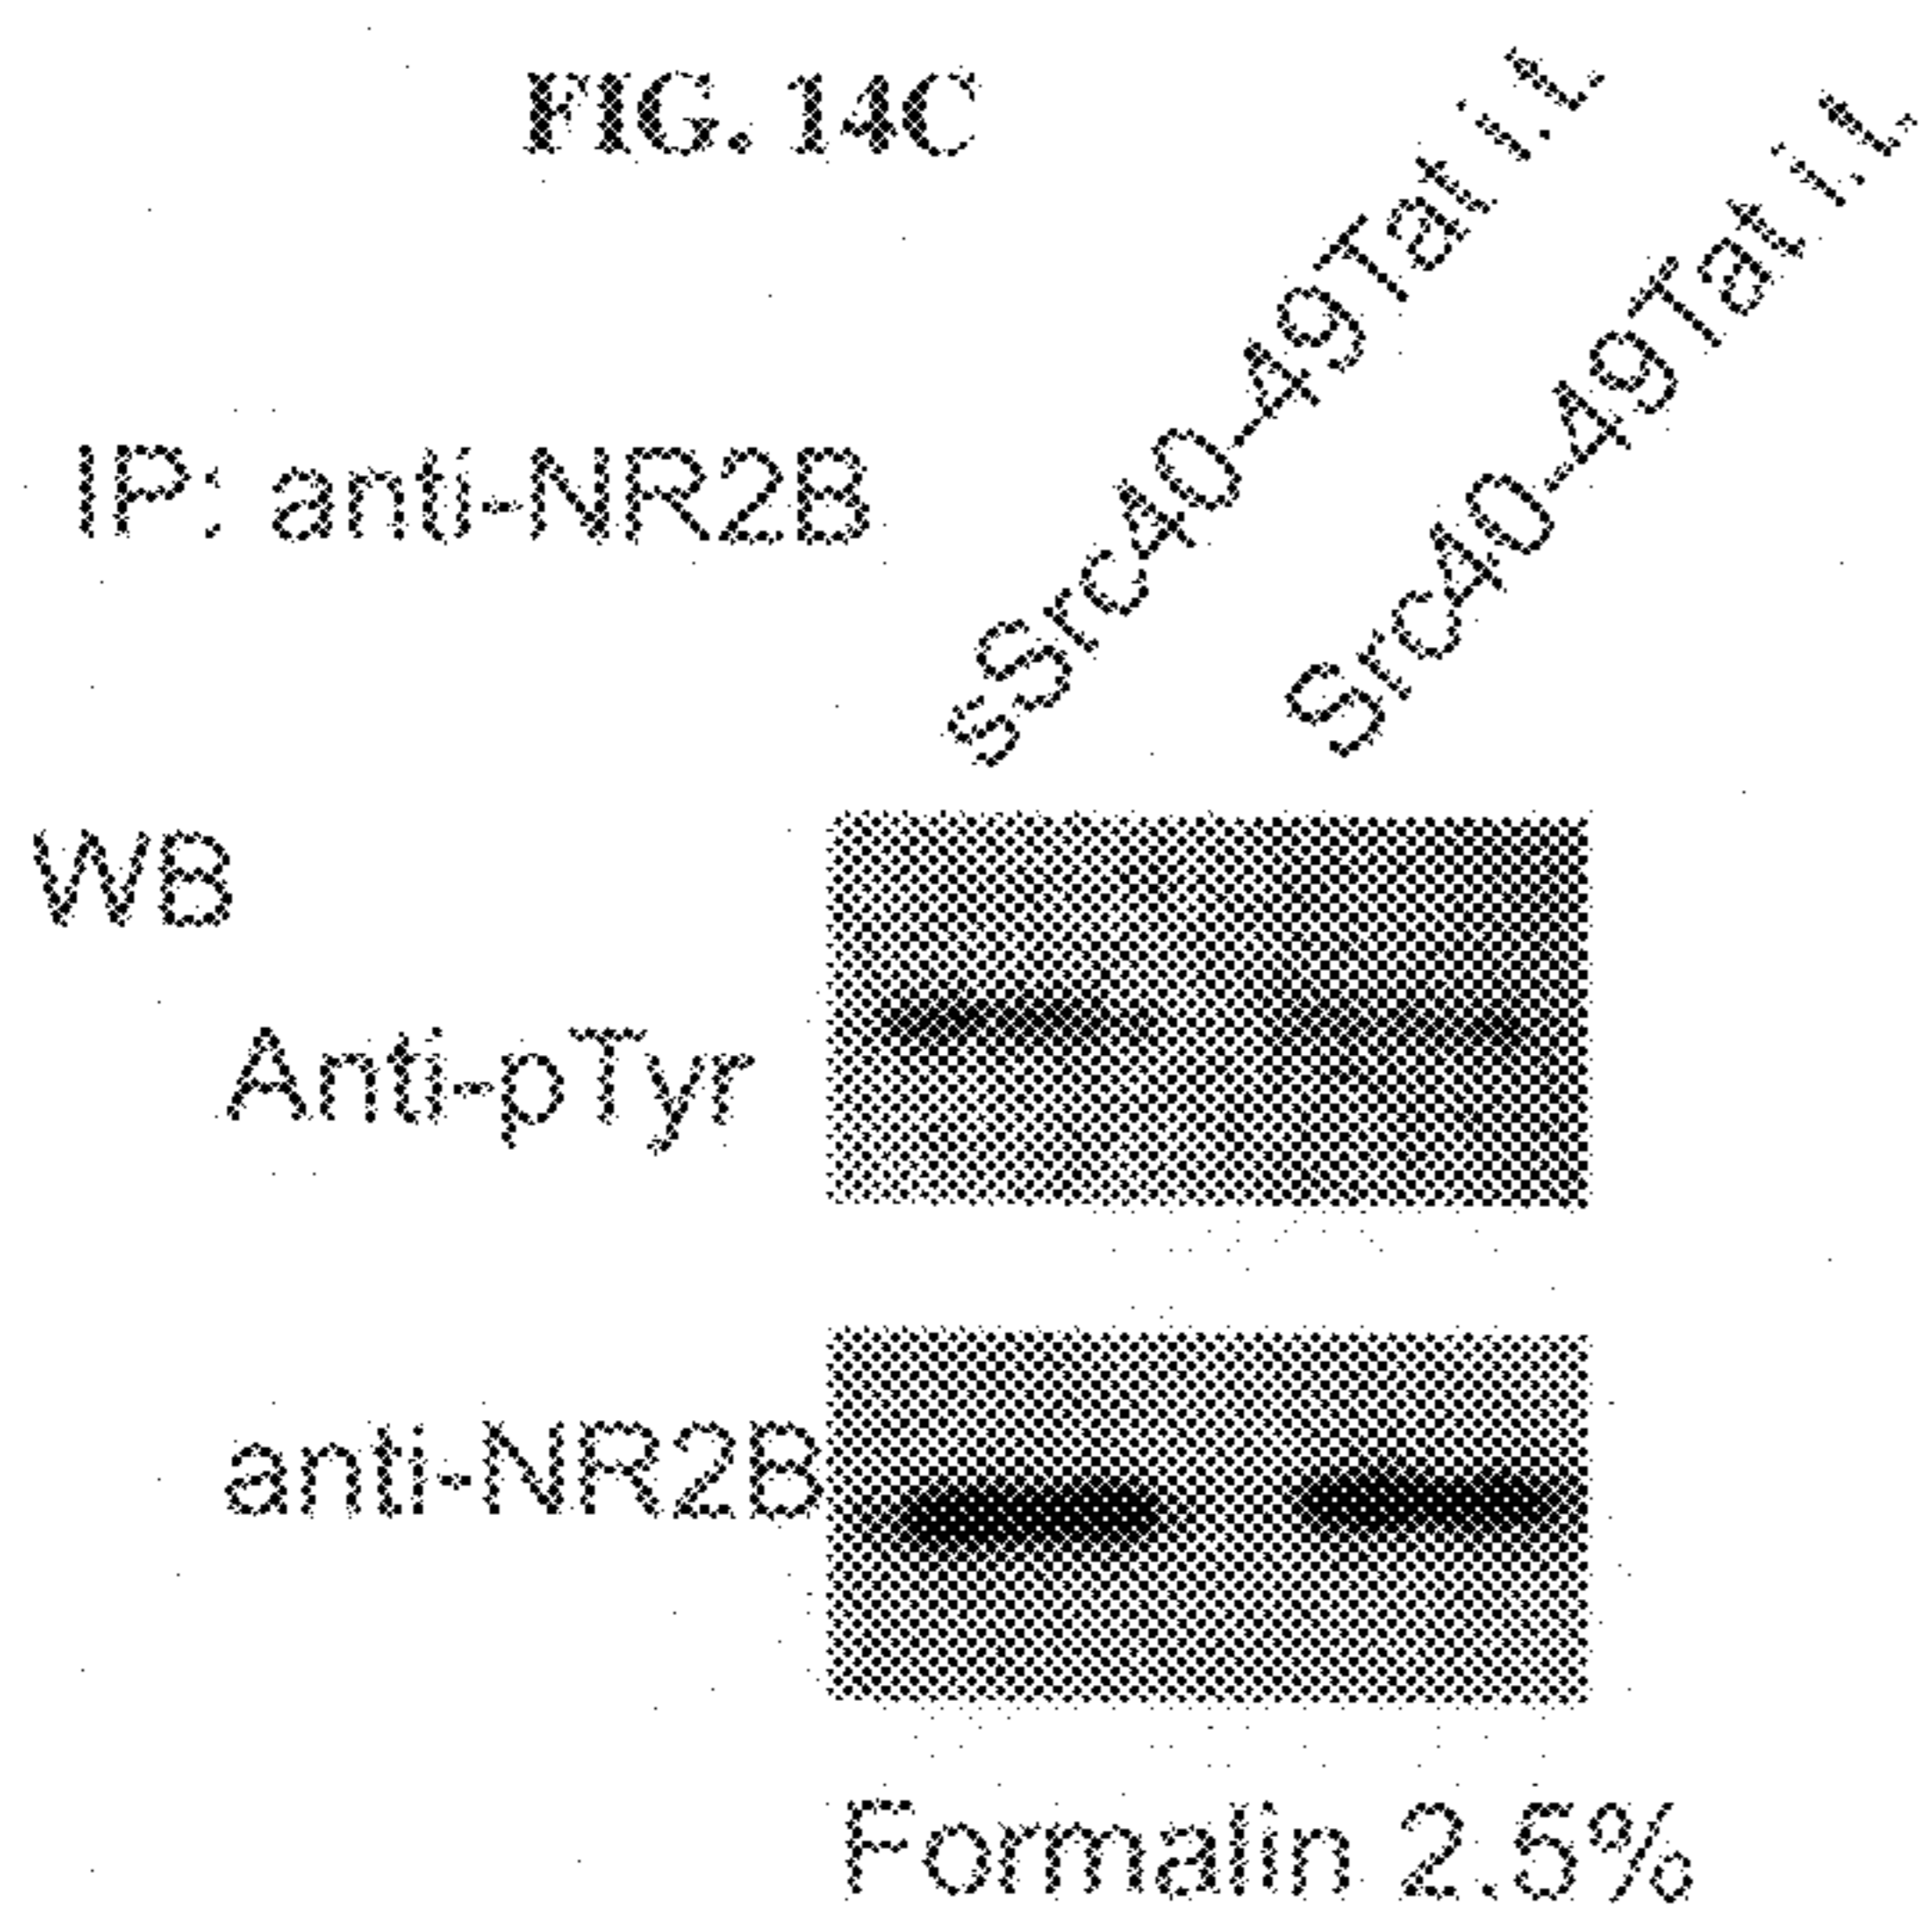 FIG. 14C
sSrc40-49Tat i.t.
Src40-49Tat i.t.
IP: anti-NR2B
WB
Anti-pTyr
anti-NR2B
Formalin 2.5%